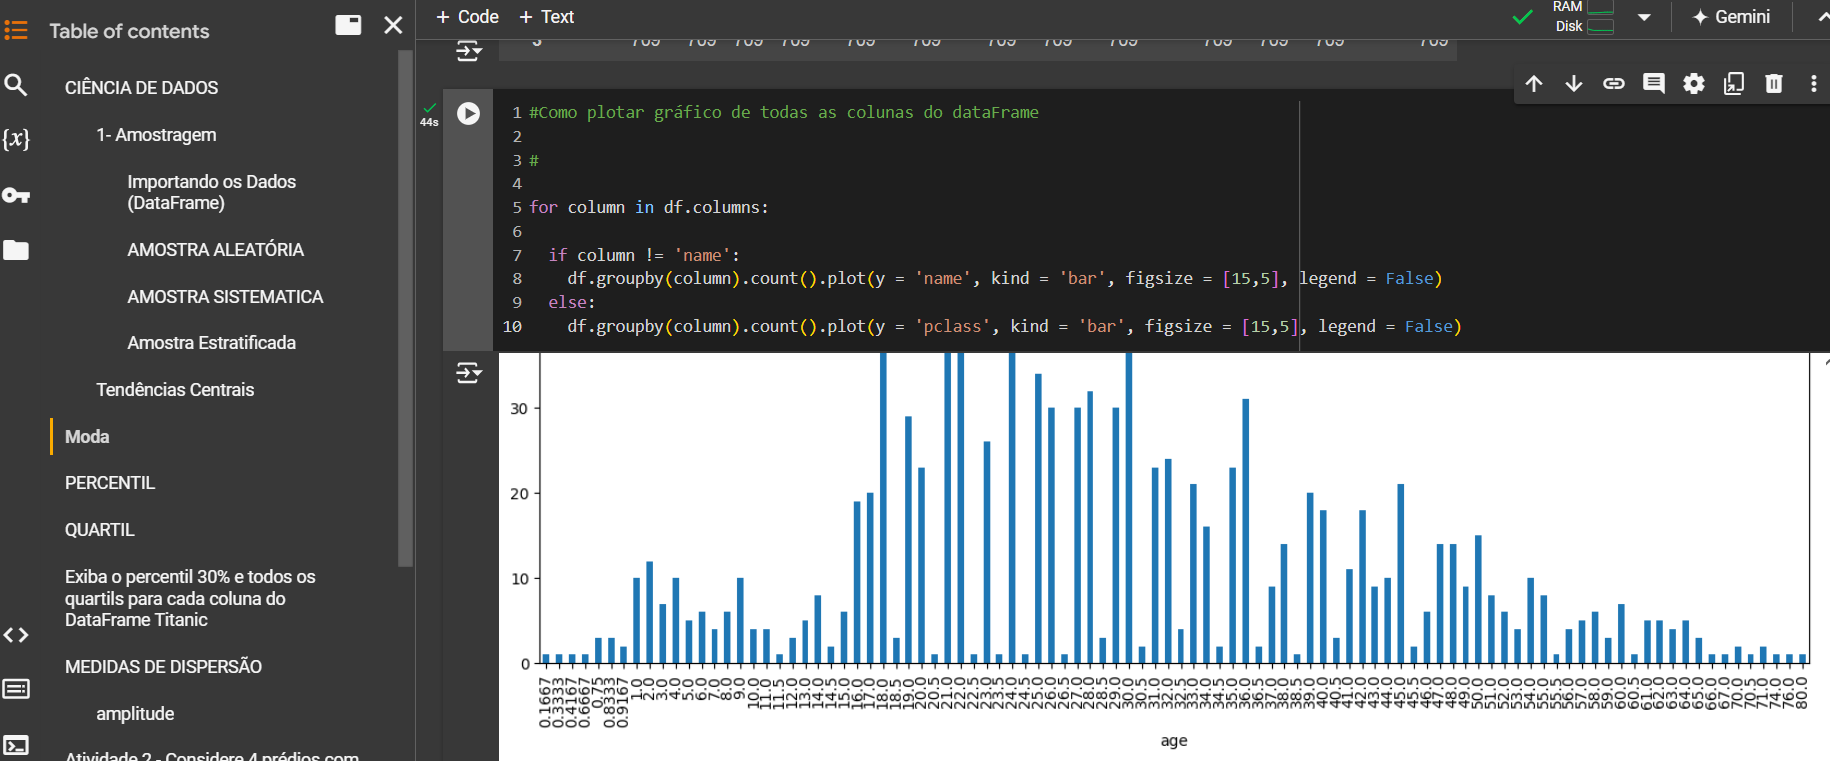 Table of contents
CIÊNCIA DE DADOS
1- Amostragem
Importando os Dados
(DataFrame)
AMOSTRA ALEATÓRIA
AMOSTRA SISTEMATICA
Amostra Estratificada
Tendências Centrais
Moda
PERCENTIL
QUARTIL
Exiba o percentil 30% e todos os
quartils para cada coluna do
DataFrame Titanic
MEDIDAS DE DISPERSÃO
amplitude
Atividade 2 - Considere 4 prédios com
{x}
+ Code + Text
RAM
Disk
Gemini
3 709 709 709 709 709 709 709 709 709 709 709 709 709
44s
1 #Como plotar gráfico de todas as colunas do dataFrame
2
3 #
4
5 for column in df.columns:
6
7 if column != 'name':
8 df.groupby(column).count().plot(y = 'name', kind = 'bar', figsize = [15,5], legend = False)
9 else:
10 df.groupby(column).count().plot(y = 'pclass', kind = 'bar', figsize = [15,5], legend = False)
30
20
10
0
0.1667 0.3333 0.4167 0.6667 0.75 0.8333 0.9167 1.0 2.0 3.0 4.0 5.0 6.0 7.0 8.0 9.0 10.0 11.0 11.5 12.0 13.0 14.0 14.5 15.0 16.0 17.0 18.0 18.5 19.0 20.0 20.5 21.0 22.0 22.5 23.0 23.5 24.0 24.5 25.0 26.0 26.5 27.0 28.0 28.5 29.0 30.0 30.5 31.0 32.0 32.5 33.0 34.0 34.5 35.0 36.0 36.5 37.0 38.0 38.5 39.0 40.0 40.5 41.0 42.0 43.0 44.0 45.0 45.5 46.0 47.0 48.0 49.0 50.0 51.0 52.0 53.0 54.0 55.0 55.5 56.0 57.0 58.0 59.0 60.0 60.5 61.0 62.0 63.0 64.0 65.0 66.0 67.0 70.0 70.5 71.0 74.0 76.0 80.0
age